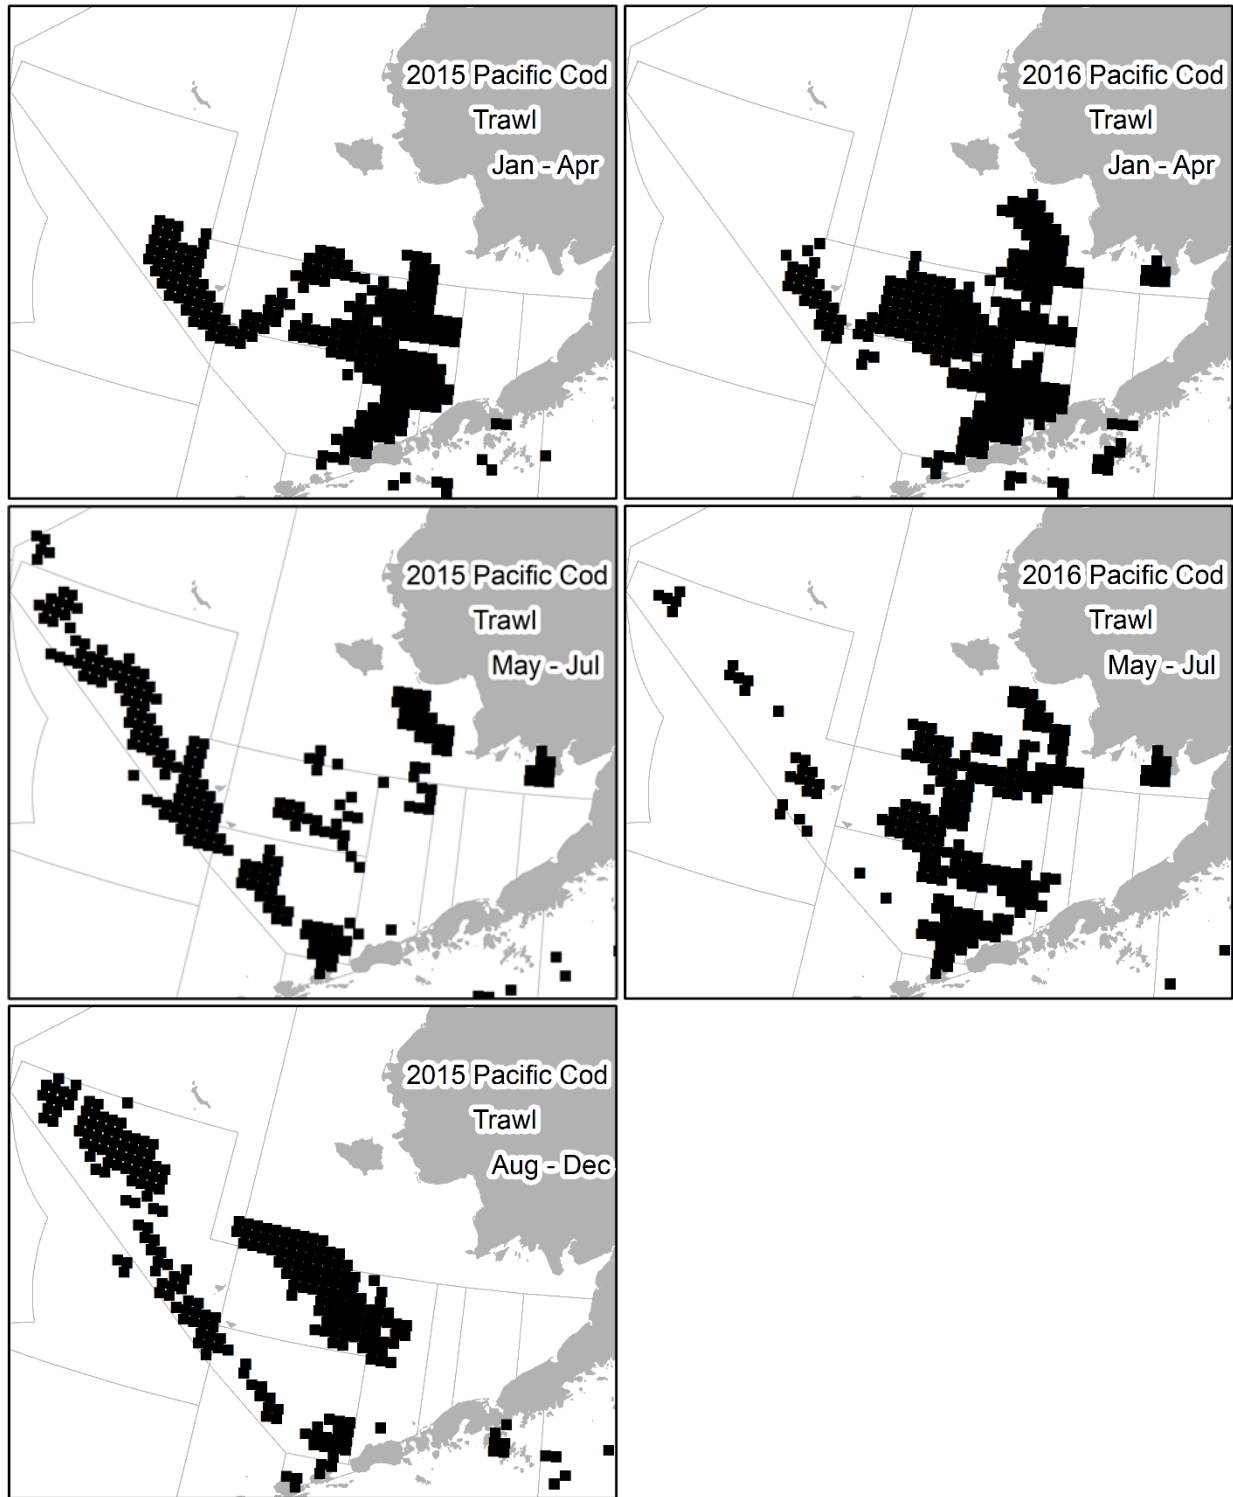 2015 Pacific Cod
Trawl
Jan - Apr
2016 Pacific Cod
Trawl
Jan - Apr
2015 Pacific Cod
Trawl
May - Jul
2016 Pacific Cod
Trawl
May - Jul
2015 Pacific Cod
Trawl
Aug - Dec